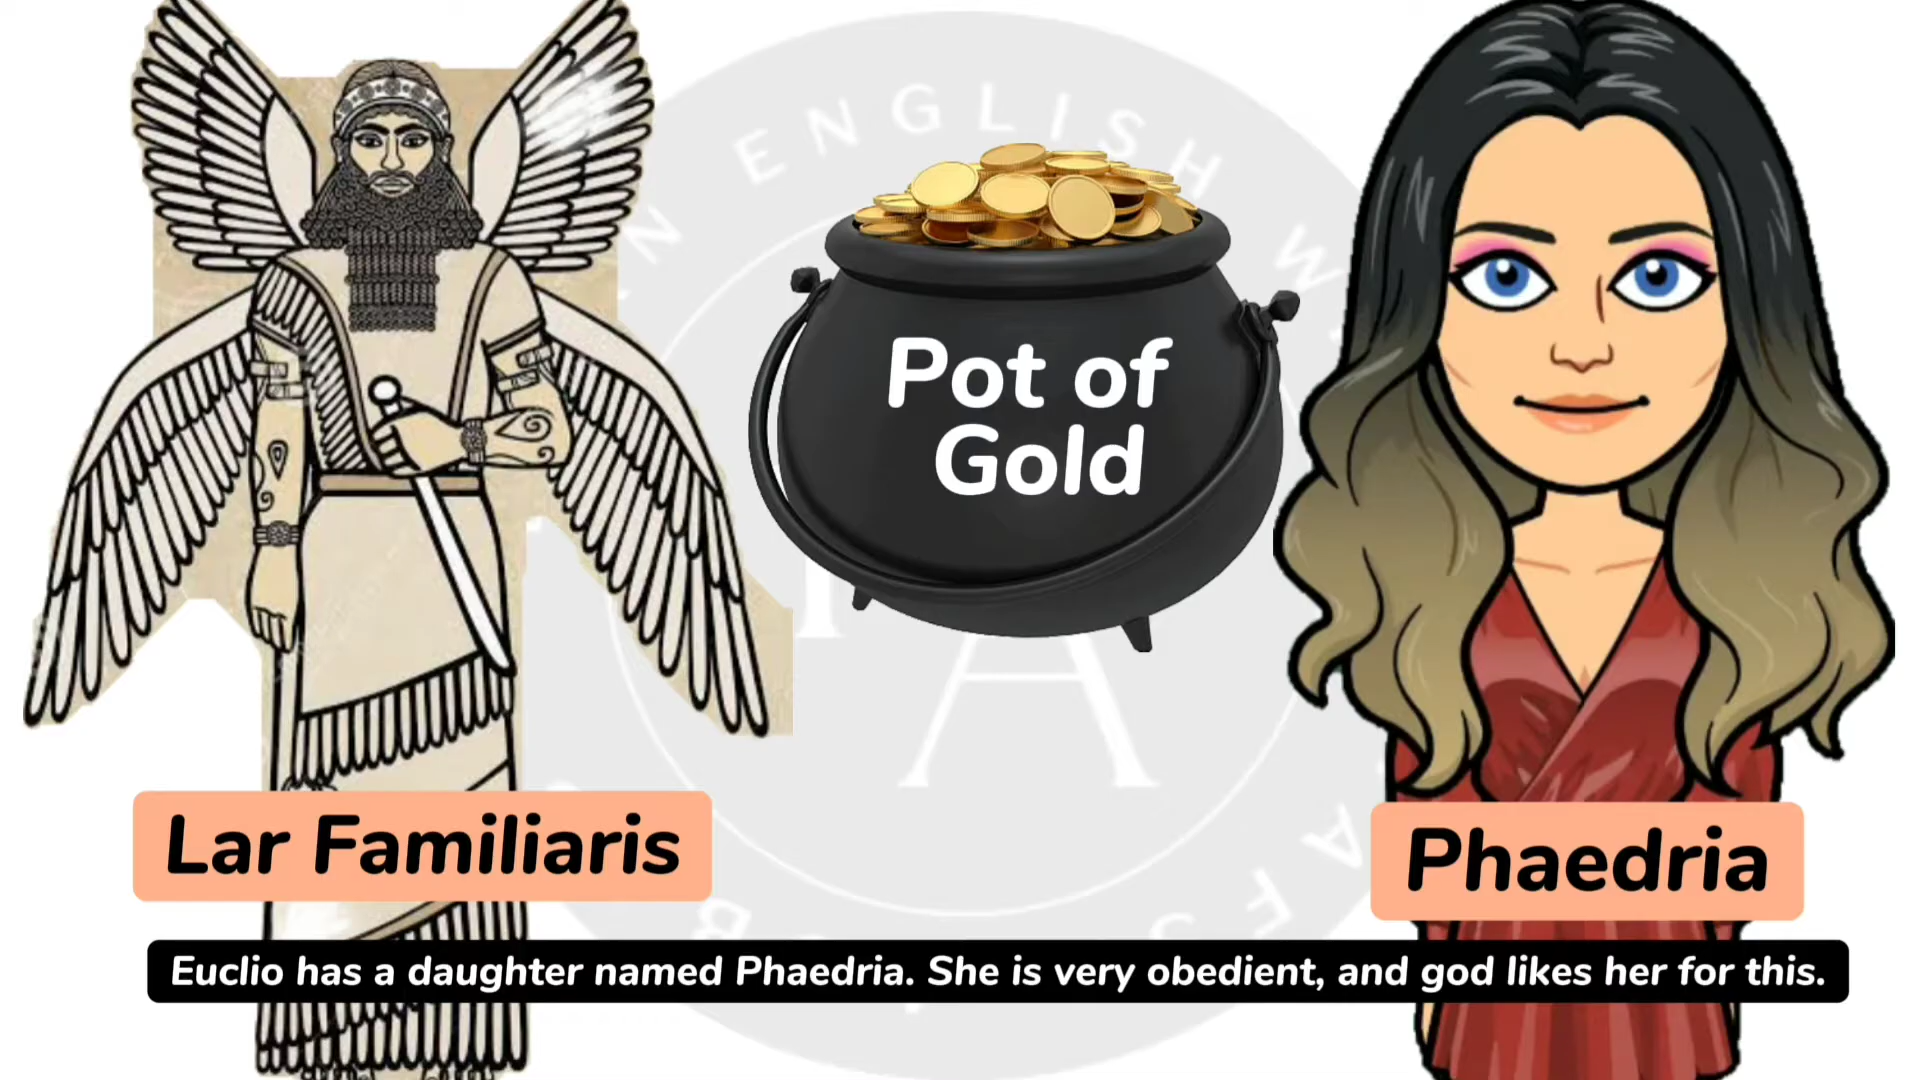 ENGLISH W
Pot of
Gold
Lar Familiaris
Phaedria
Euclio has a daughter named Phaedria. She is very obedient, and god likes her for this.